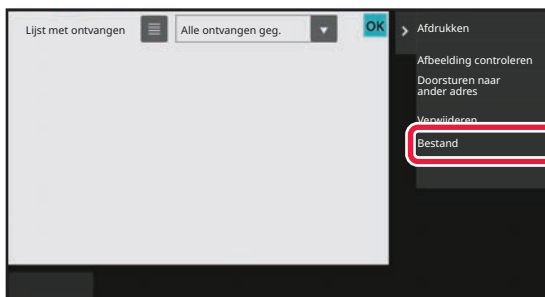 Lijst met ontvangen
Alle ontvangen geg.
OK
Afdrukken
Afbeelding controleren
Doorsturen naar
ander adres
Verwijderen
Bestand